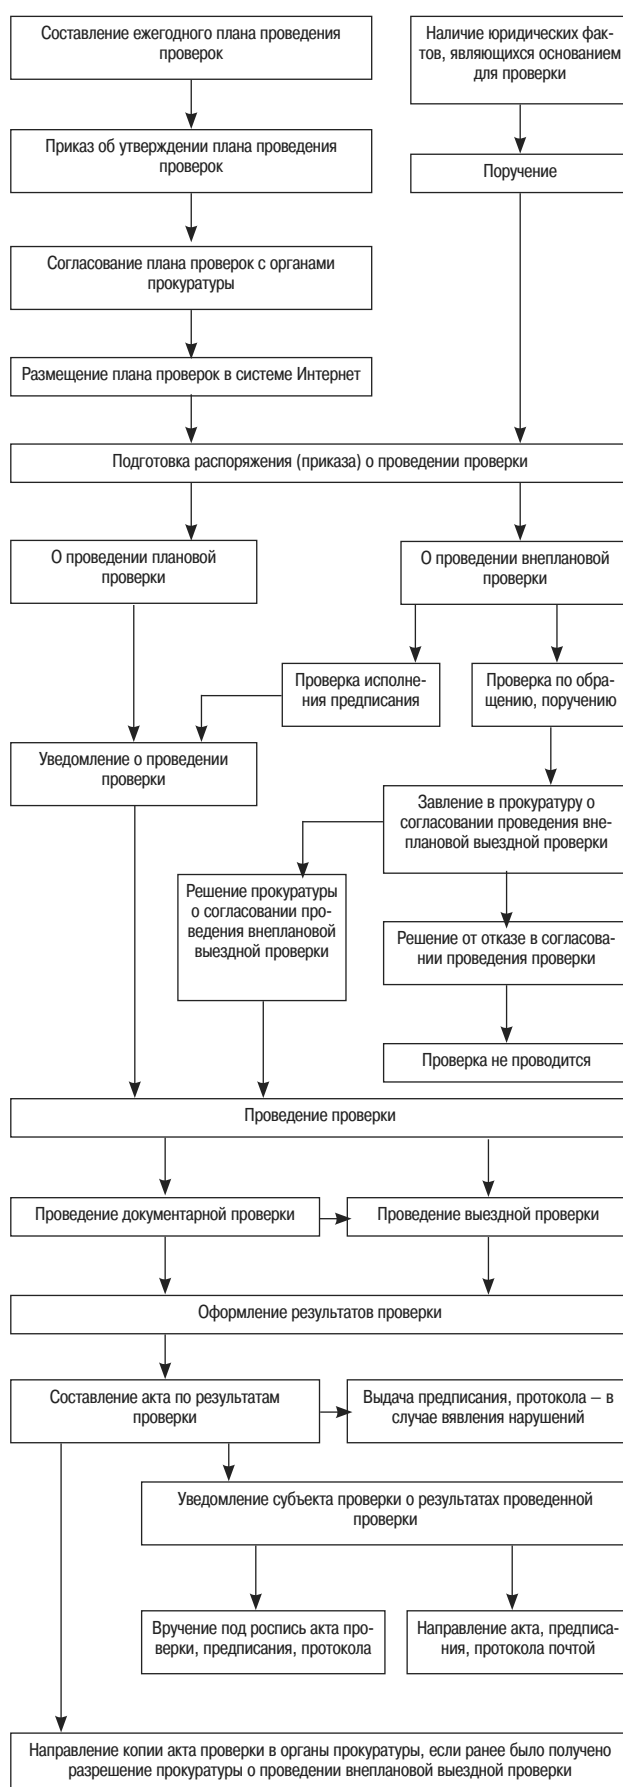 Составление ежегодного плана проведения
проверок
Наличие юридических фак-
тов, являющихся основанием
для проверки
Приказ об утверждении плана проведения
проверок
Поручение
Согласование плана проверок с органами
прокуратуры
Размещение плана проверок в системе Интернет
Подготовка распоряжения (приказа) о проведении проверки
О проведении плановой
проверки
О проведении внеплановой
проверки
Проверка исполне-
ния предписания
Проверка по обра-
щению, поручению
Уведомление о проведении
проверки
Завление в прокуратуру о
согласовании проведения вне-
плановой выездной проверки
Решение прокуратуры
о согласовании про-
ведения внеплановой
выездной проверки
Решение от отказе в согласова-
нии проведения проверки
Проверка не проводится
Проведение проверки
Проведение документарной проверки
Проведение выездной проверки
Оформление результатов проверки
Составление акта по результатам
проверки
Выдача предписания, протокола – в
случае вявления нарушений
Уведомление субъекта проверки о результатах проведенной
проверки
Вручение под роспись акта про-
верки, предписания, протокола
Направление акта, предписа-
ния, протокола почтой
Направление копии акта проверки в органы прокуратуры, если ранее было получено
разрешение прокуратуры о проведении внеплановой выездной проверки